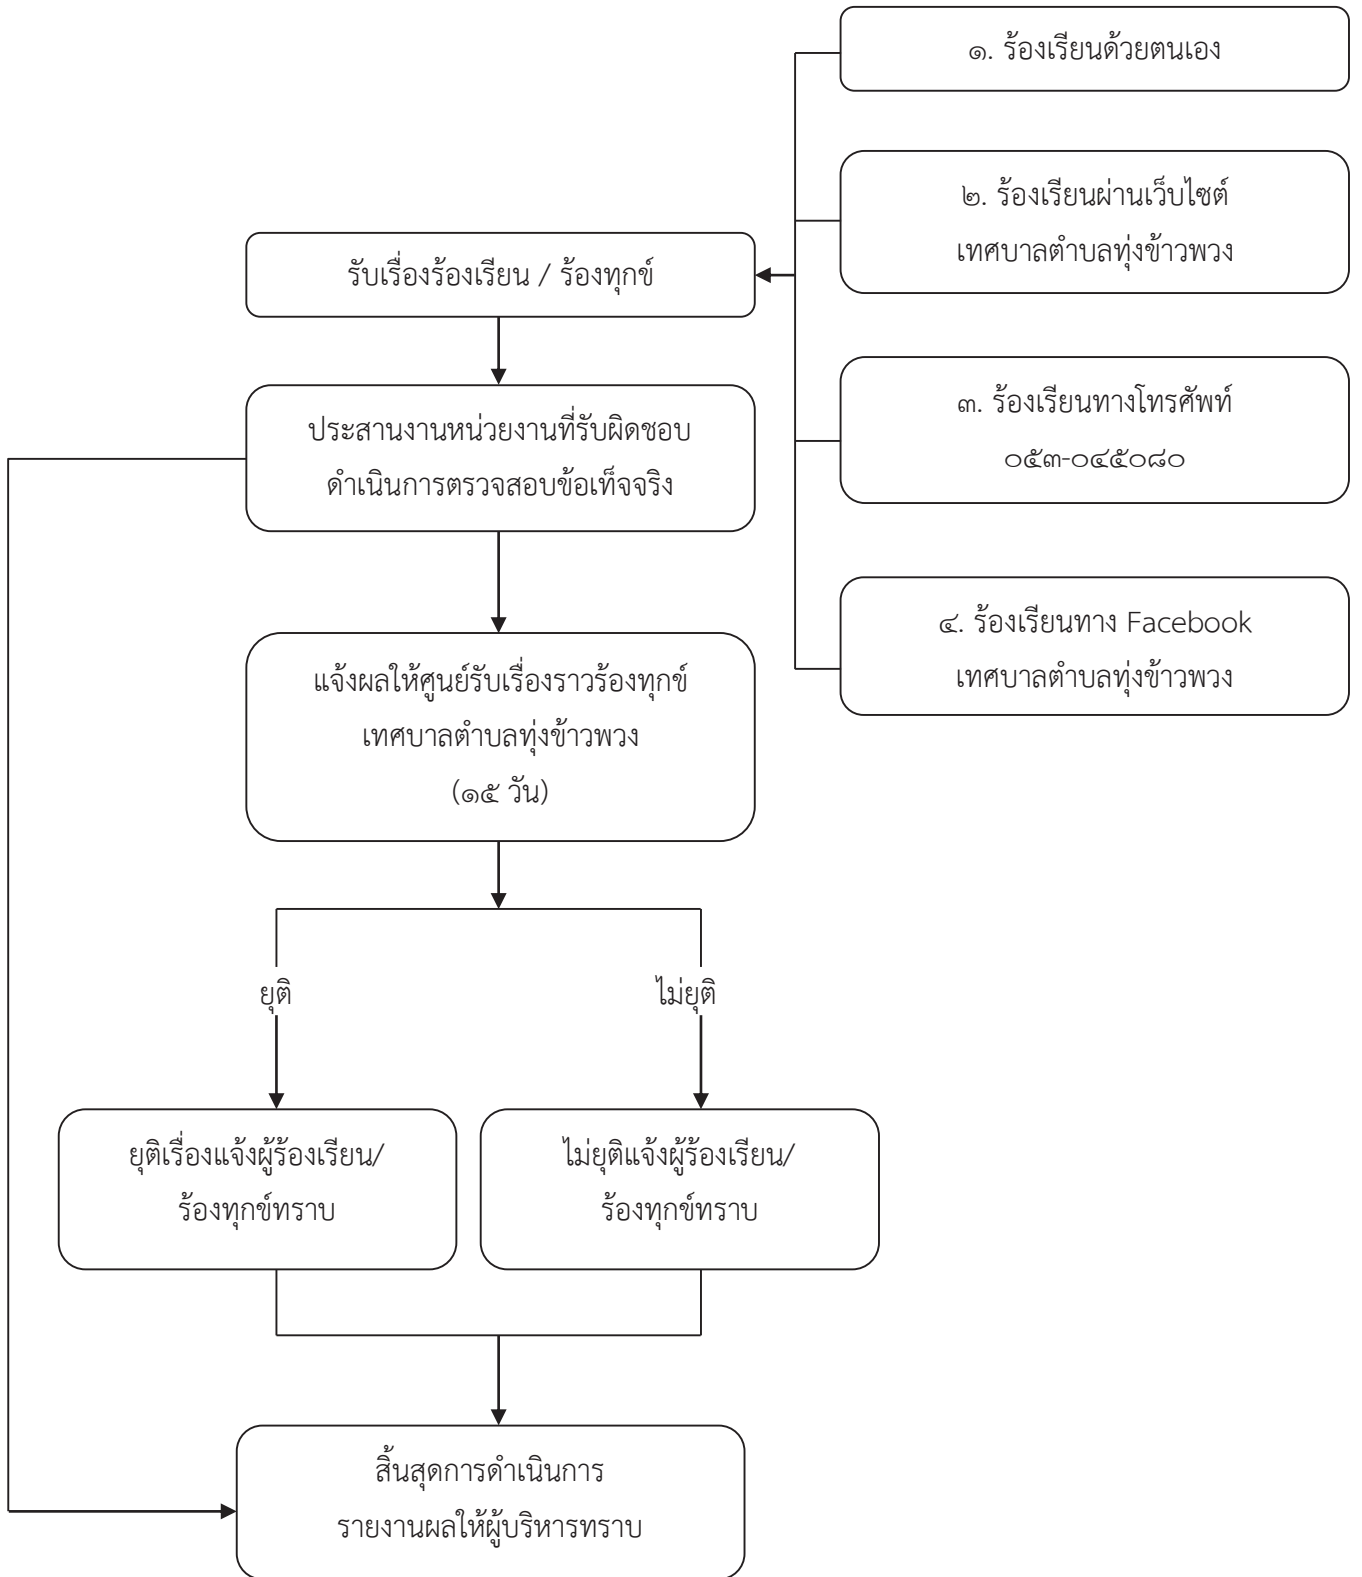 ๑. ร้องเรียนด้วยตนเอง
๒. ร้องเรียนผ่านเว็บไซต์
เทศบาลตำบลทุ่งข้าวพวง
รับเรื่องร้องเรียน / ร้องทุกข์
๓. ร้องเรียนทางโทรศัพท์
๐๕๓-๐๔๕๐๘๐
ประสานงานหน่วยงานที่รับผิดชอบ
ดำเนินการตรวจสอบข้อเท็จจริง
๔. ร้องเรียนทาง Facebook
เทศบาลตำบลทุ่งข้าวพวง
แจ้งผลให้ศูนย์รับเรื่องราวร้องทุกข์
เทศบาลตำบลทุ่งข้าวพวง
(๑๕ วัน)
ยุติ
ไม่ยุติ
ยุติเรื่องแจ้งผู้ร้องเรียน/
ร้องทุกข์ทราบ
ไม่ยุติแจ้งผู้ร้องเรียน/
ร้องทุกข์ทราบ
สิ้นสุดการดำเนินการ
รายงานผลให้ผู้บริหารทราบ